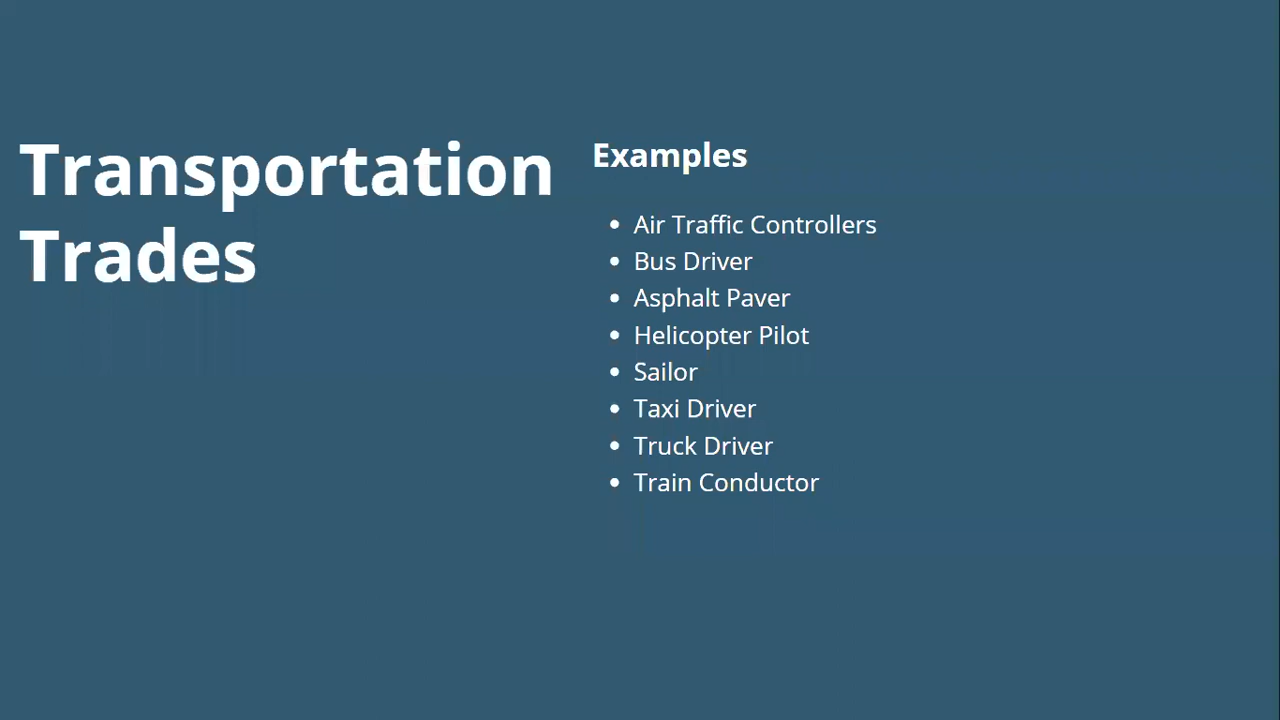 Transportation
Trades
Examples
Air Traffic Controllers
Bus Driver
Asphalt Paver
Helicopter Pilot
Sailor
Taxi Driver
Truck Driver
Train Conductor